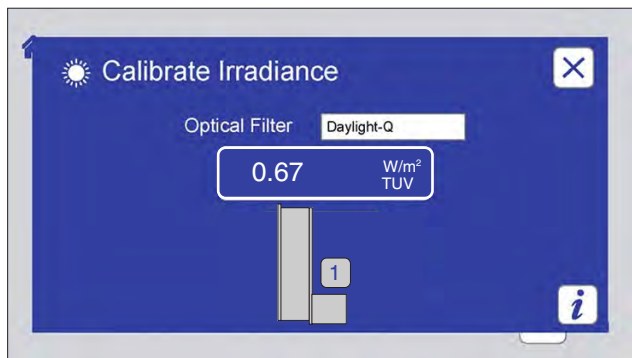 Calibrate Irradiance
Optical Filter Daylight-Q
0.67 W/m²
TUV
1
i